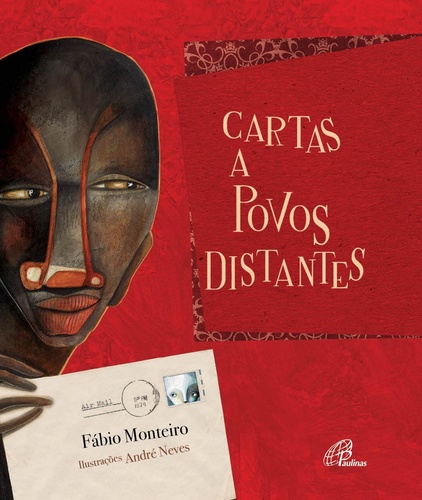 CARTAS
A
POVOS
DISTANTES
Air Mail
Fábio Monteiro
Ilustrações André Neves
Paulinas